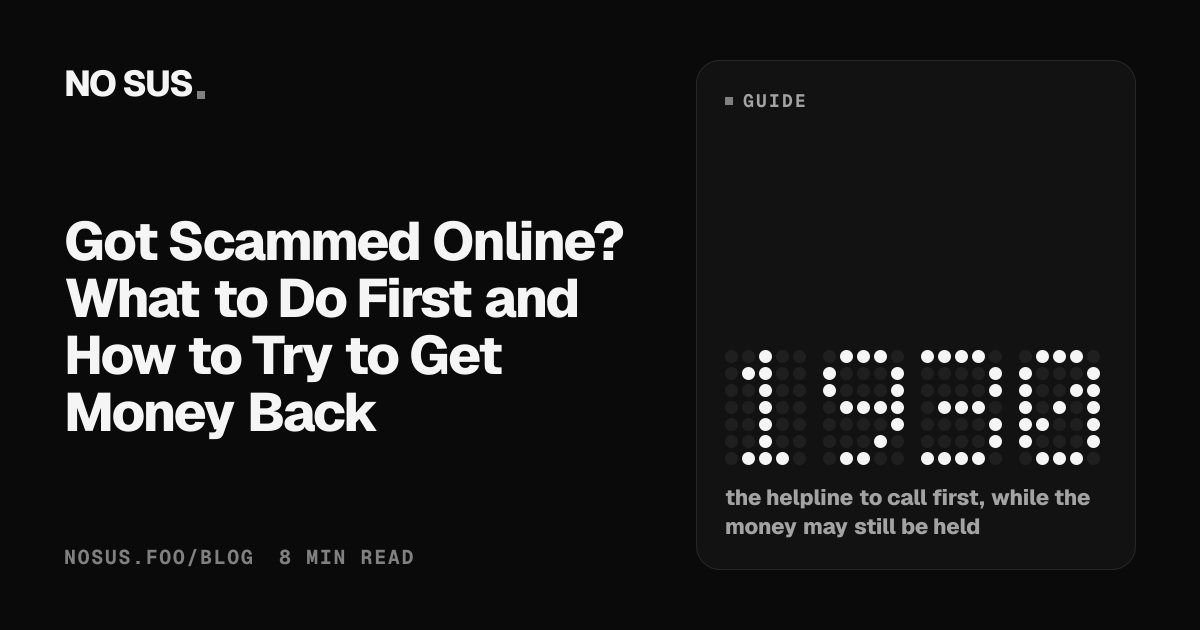 NO SUS.
Got Scammed Online?
What to Do First and
How to Try to Get
Money Back
NOSUS.FOO/BLOG 8 MIN READ
GUIDE
1930
the helpline to call first, while the
money may still be held